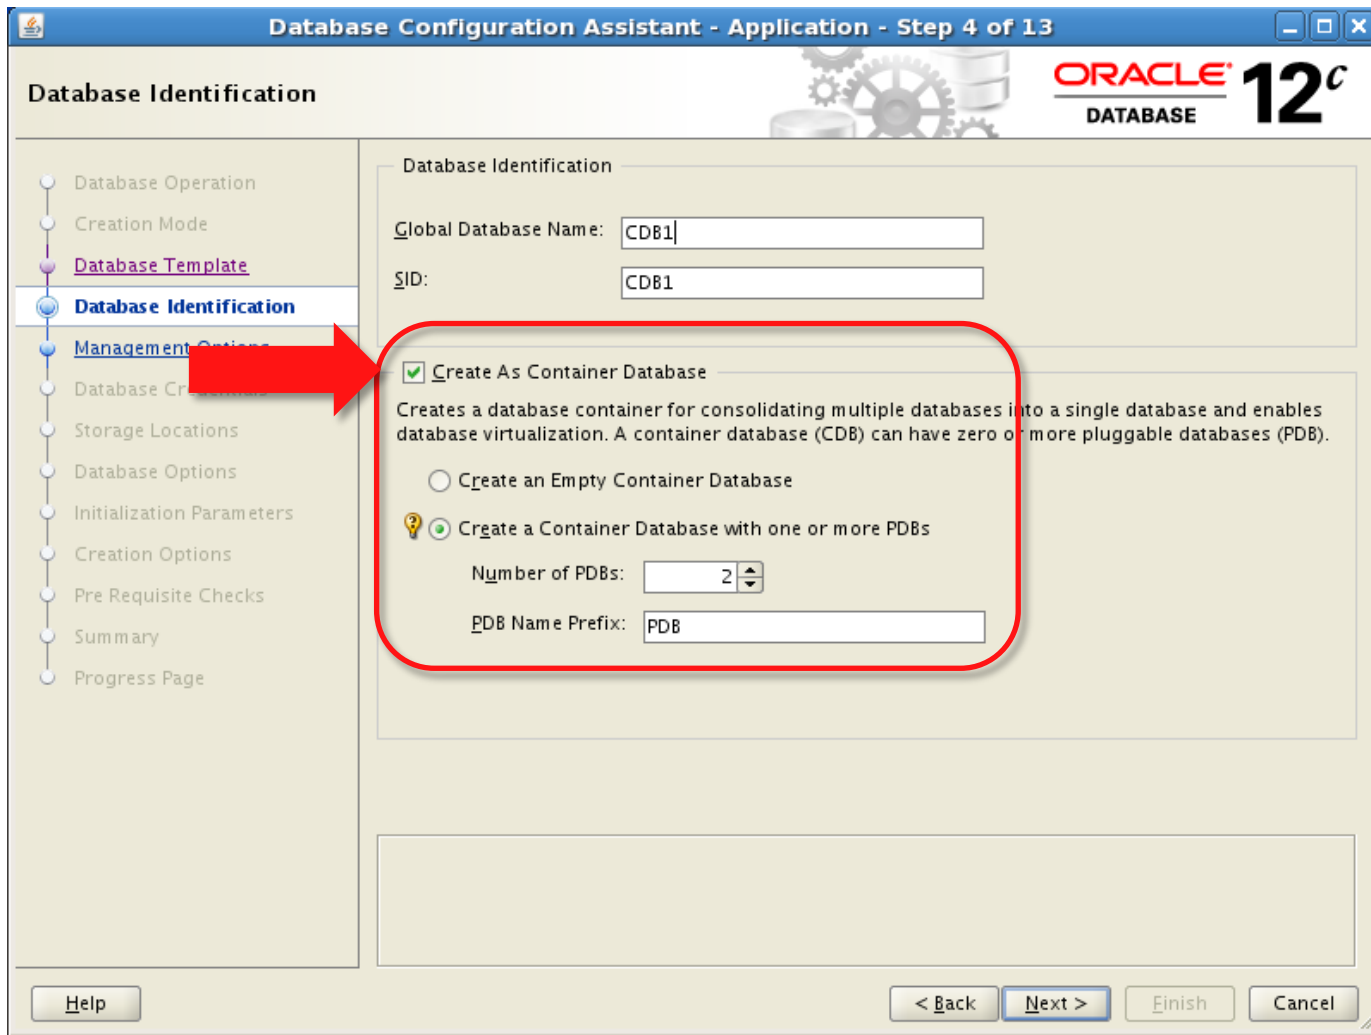 Database Configuration Assistant - Application - Step 4 of 13
Database Identification
ORACLE DATABASE 12c
Database Operation
Creation Mode
Database Template
Database Identification
Management Options
Database Credentials
Storage Locations
Database Options
Initialization Parameters
Creation Options
Pre Requisite Checks
Summary
Progress Page
Database Identification
Global Database Name: CDB1
SID: CDB1
Create As Container Database
Creates a database container for consolidating multiple databases into a single database and enables
database virtualization. A container database (CDB) can have zero or more pluggable databases (PDB).
Create an Empty Container Database
Create a Container Database with one or more PDBs
Number of PDBs: 2
PDB Name Prefix: PDB
Help
< Back
Next >
Finish
Cancel